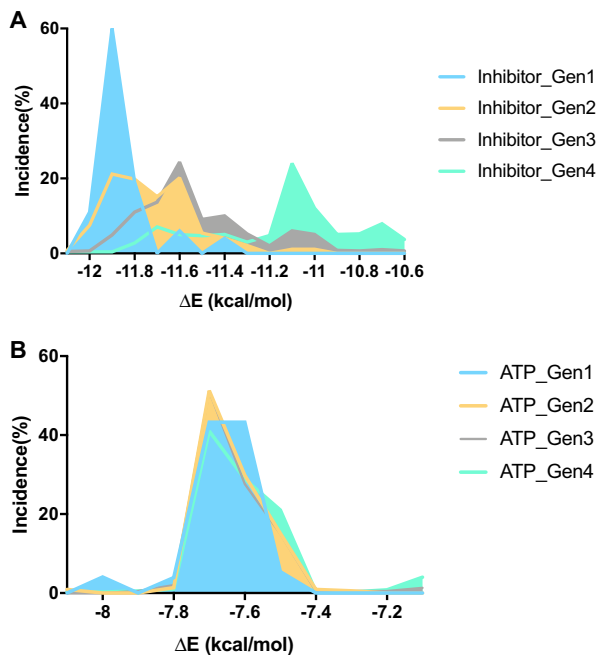 A
60
40
20
0
Incidence(%)
-12 -11.8 -11.6 -11.4 -11.2 -11 -10.8 -10.6
ΔE (kcal/mol)
Inhibitor_Gen1
Inhibitor_Gen2
Inhibitor_Gen3
Inhibitor_Gen4
B
60
40
20
0
Incidence(%)
-8 -7.8 -7.6 -7.4 -7.2
ΔE (kcal/mol)
ATP_Gen1
ATP_Gen2
ATP_Gen3
ATP_Gen4